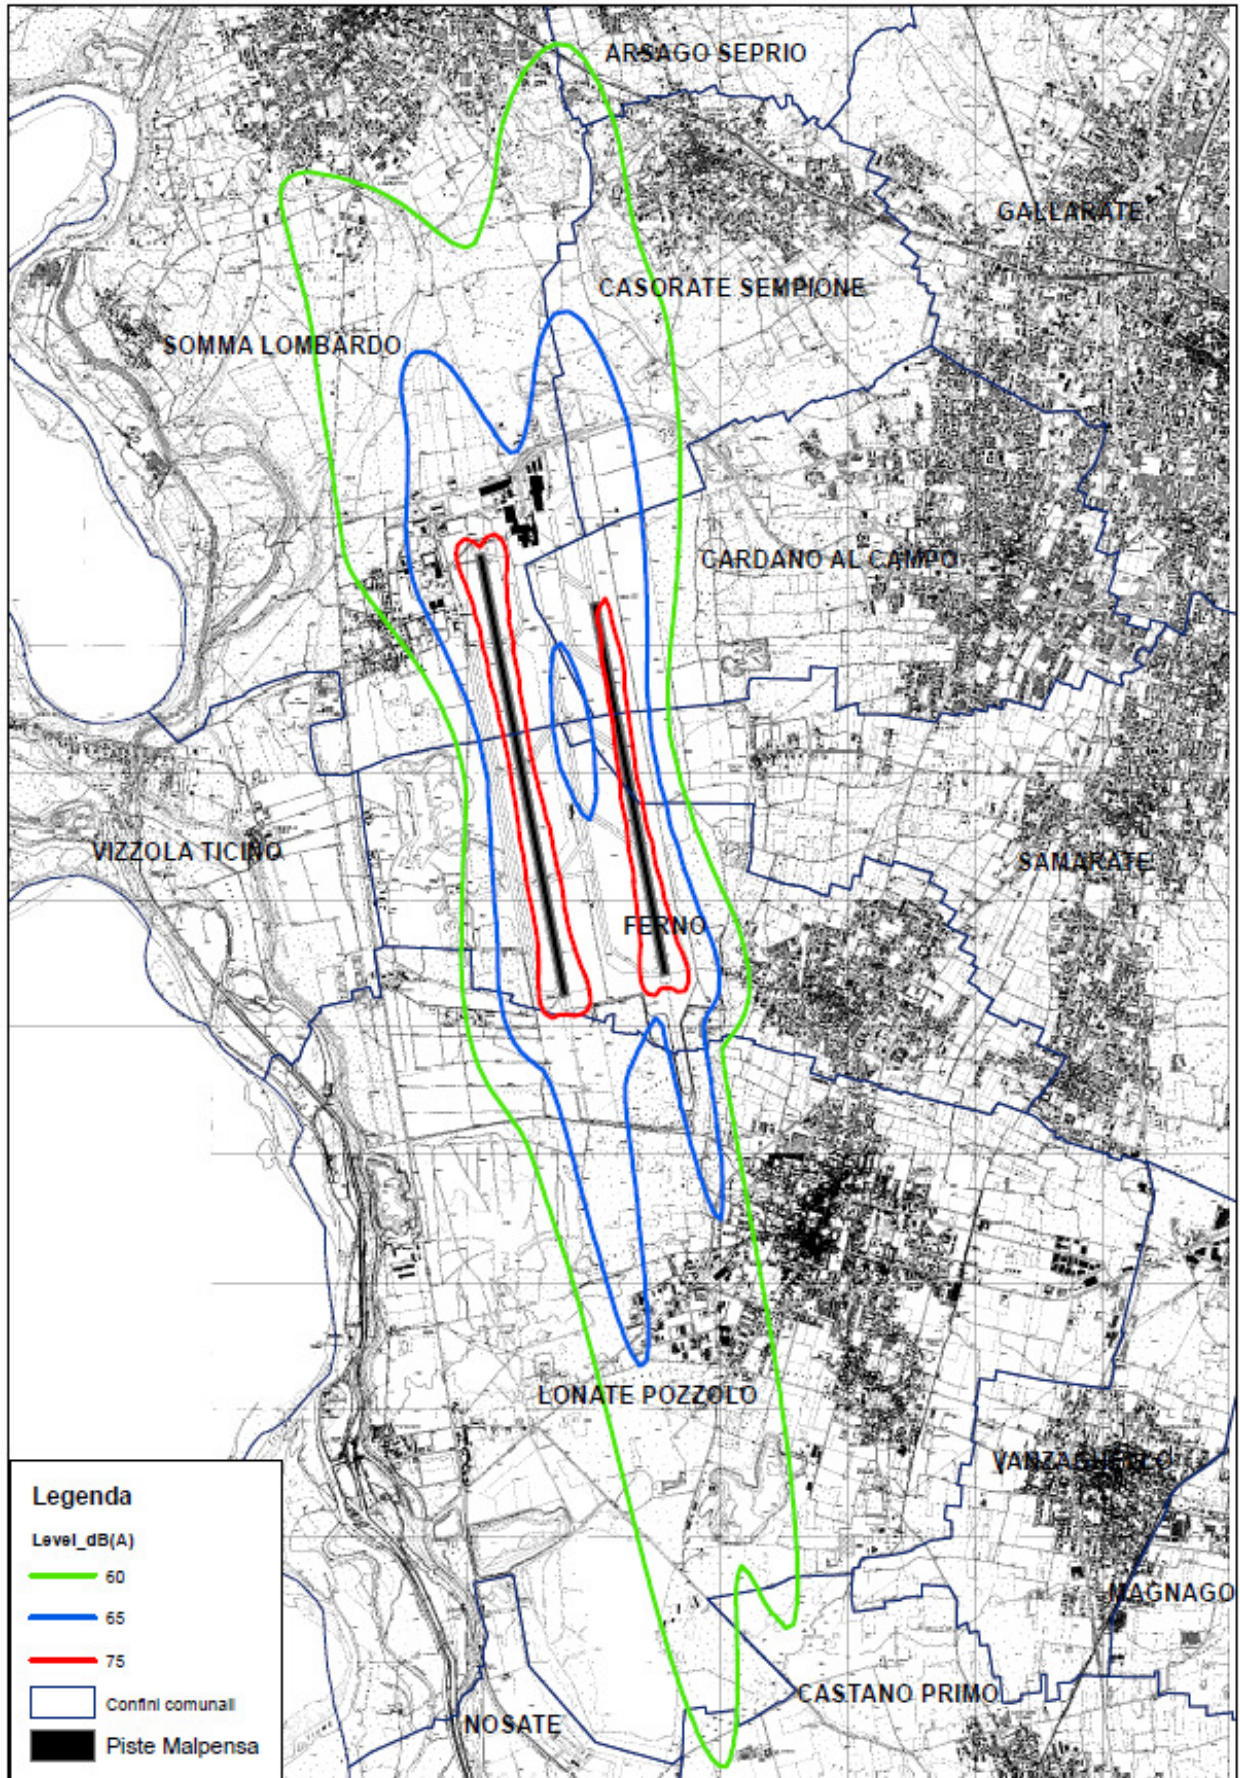 ARSAGO SEPRIO
GALLARATE
CASORATE SEMPIONE
SOMMA LOMBARDO
CARDANO AL CAMPO
VIZZOLA TICINO
SAMARATE
FERNO
LONATE POZZOLO
VANZAGHELLO
MAGNAGO
CASTANO PRIMO
NOSATE
Legenda
Level_dB(A)
60
65
75
Confini comunali
Piste Malpensa